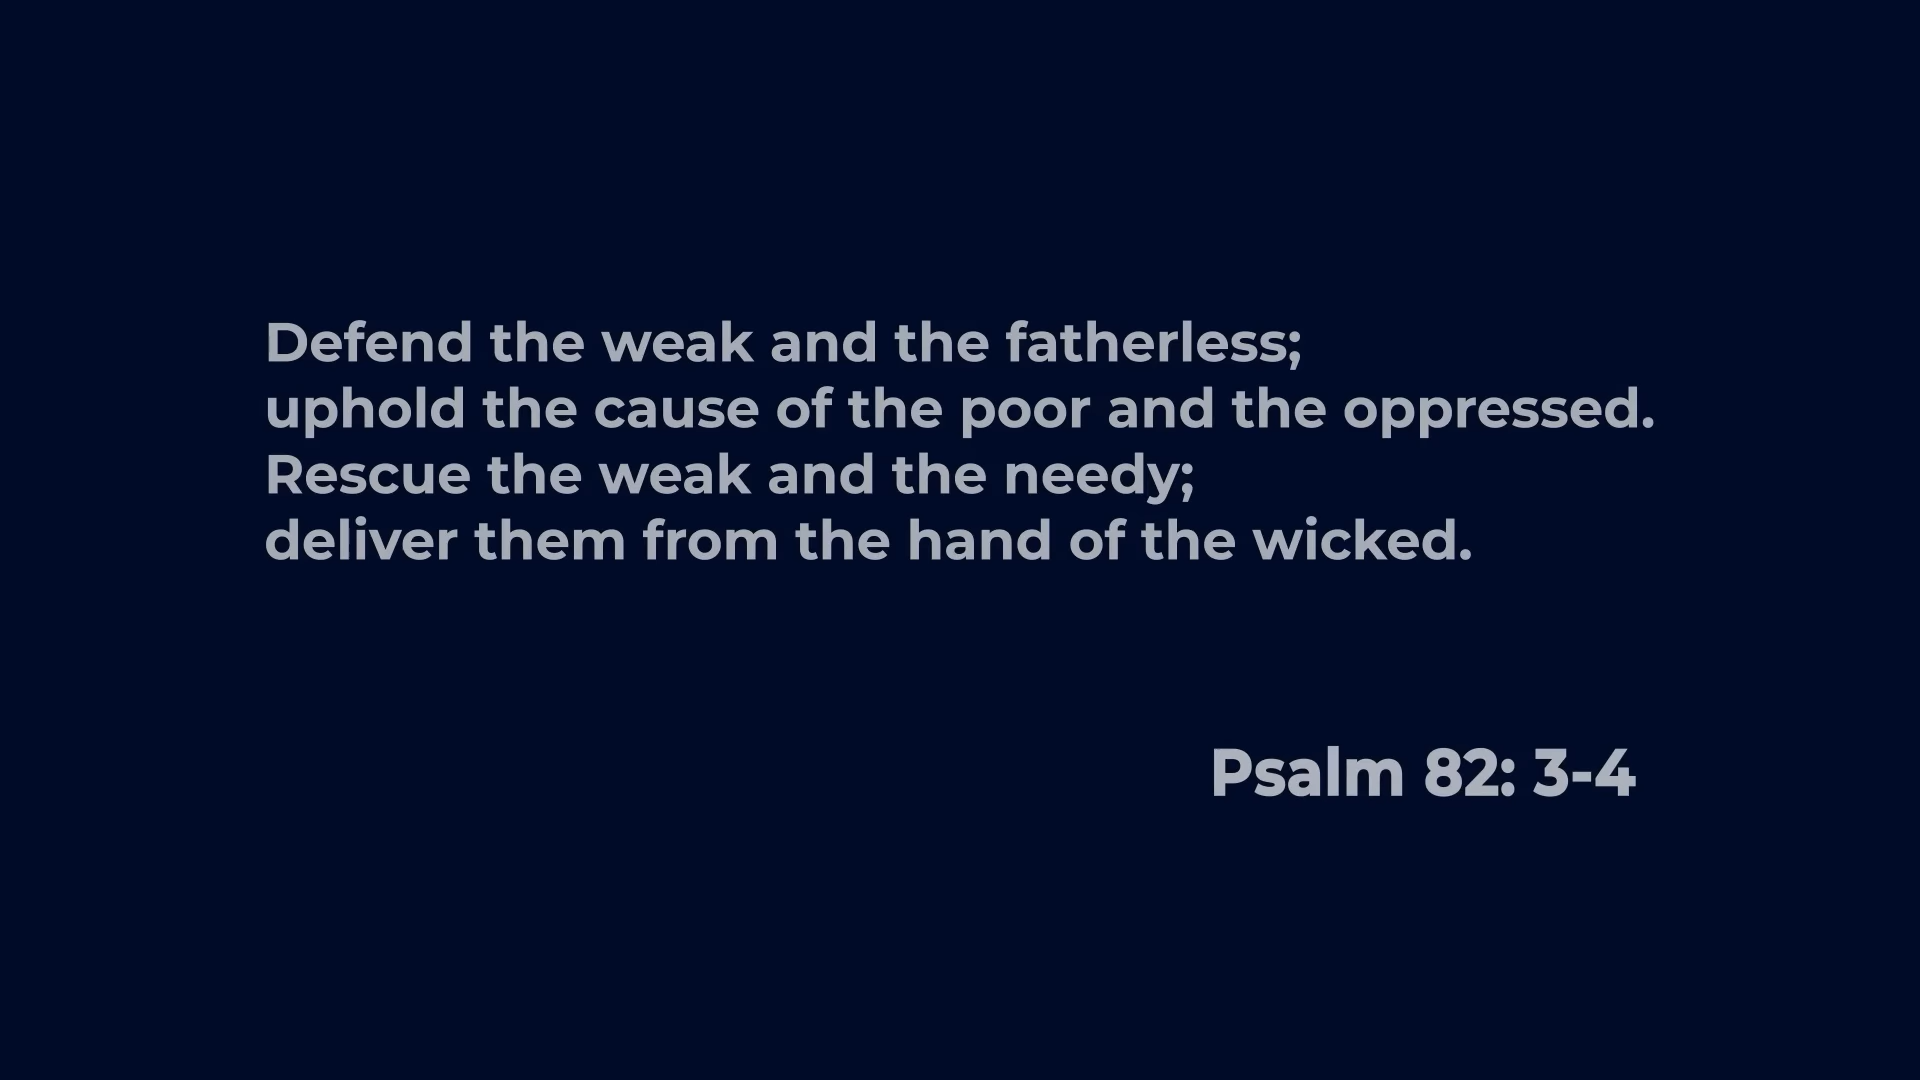 Defend the weak and the fatherless;
uphold the cause of the poor and the oppressed.
Rescue the weak and the needy;
deliver them from the hand of the wicked.
Psalm 82: 3-4